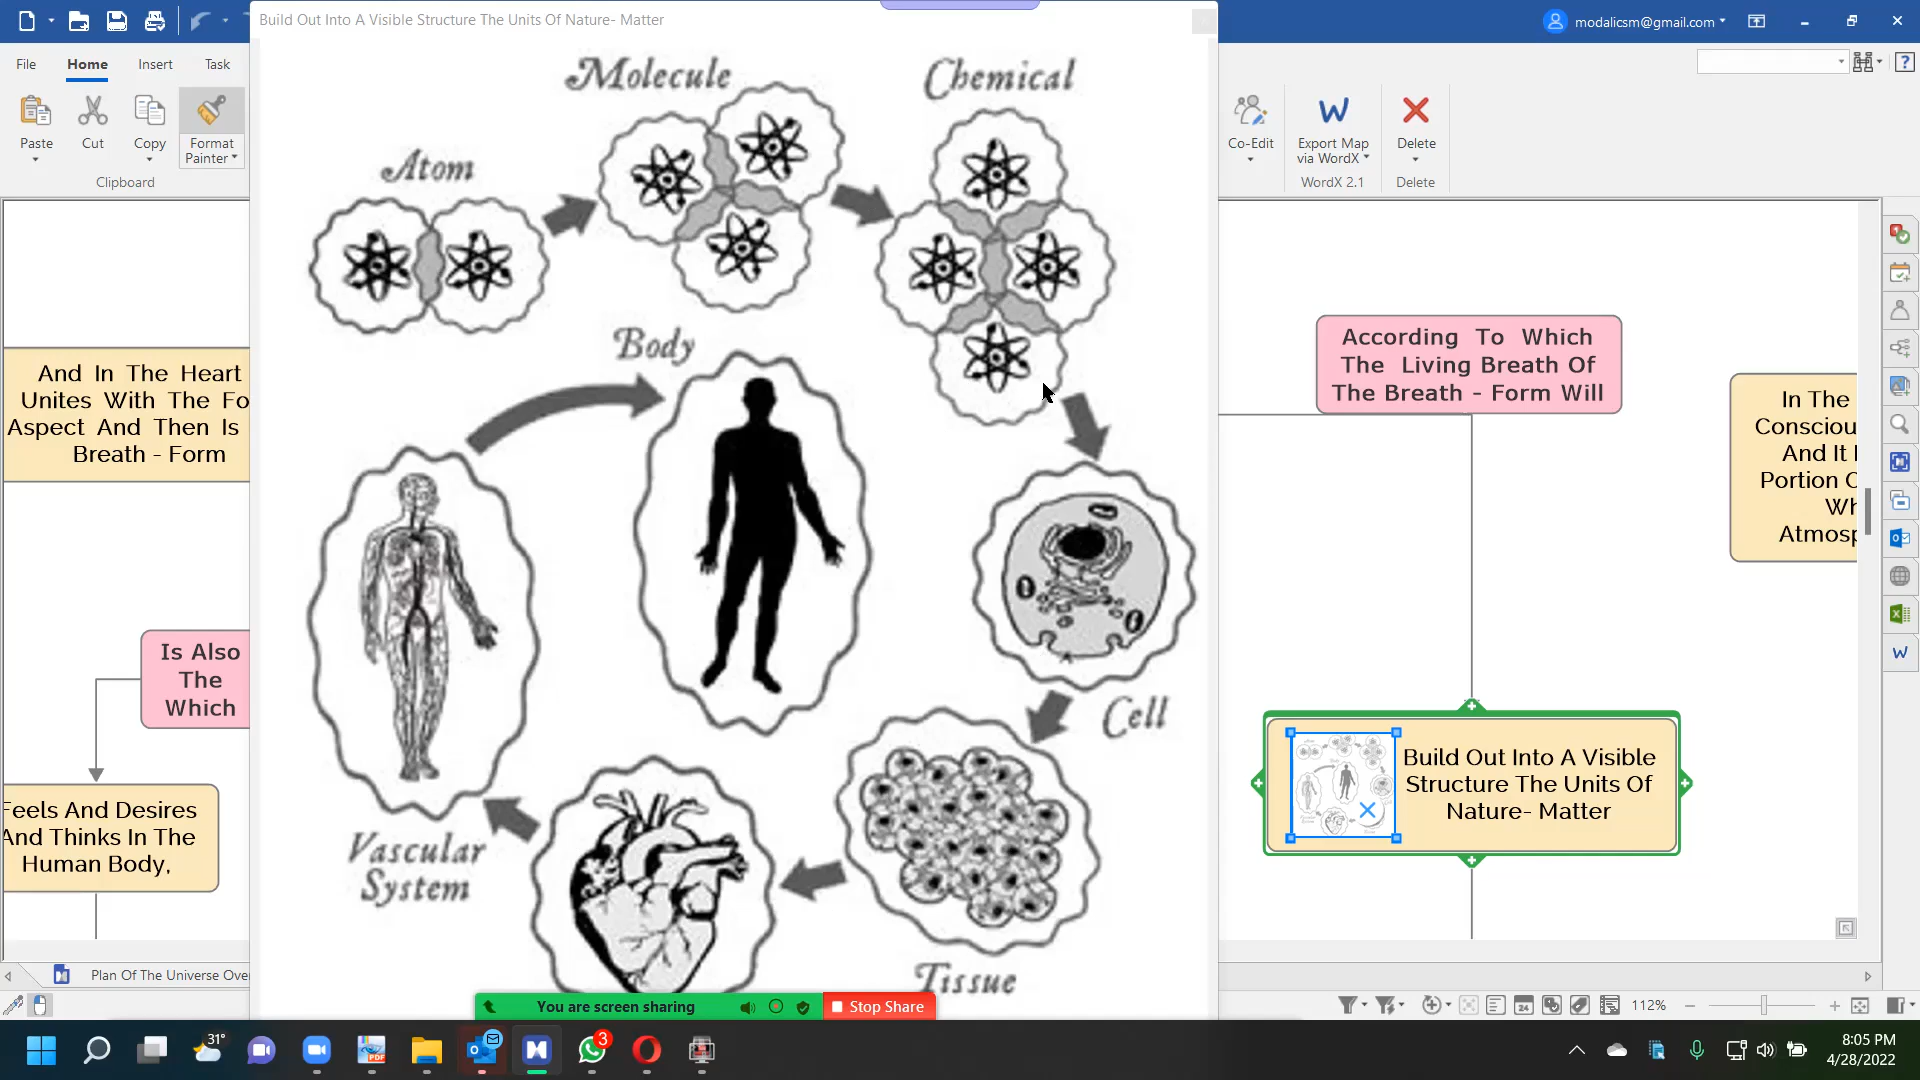 Build Out Into A Visible Structure The Units Of Nature- Matter
modalicsm@gmail.com
File
Home
Insert
Task
Paste
Cut
Copy
Format
Painter
Clipboard
Co-Edit
Export Map
via WordX
Delete
WordX 2.1
Delete
Atom
Molecule
Chemical
Body
Cell
Vascular
System
Tissue
And In The Heart
Unites With The Fo
Aspect And Then Is
Breath - Form
Is Also
The
Which
Feels And Desires
And Thinks In The
Human Body,
According To Which
The Living Breath Of
The Breath - Form Will
In The
Consciou
And It
Portion
Wh
Atmosp
Build Out Into A Visible
Structure The Units Of
Nature- Matter
Plan Of The Universe Ove
You are screen sharing
Stop Share
112%
31°
3
8:05 PM
4/28/2022